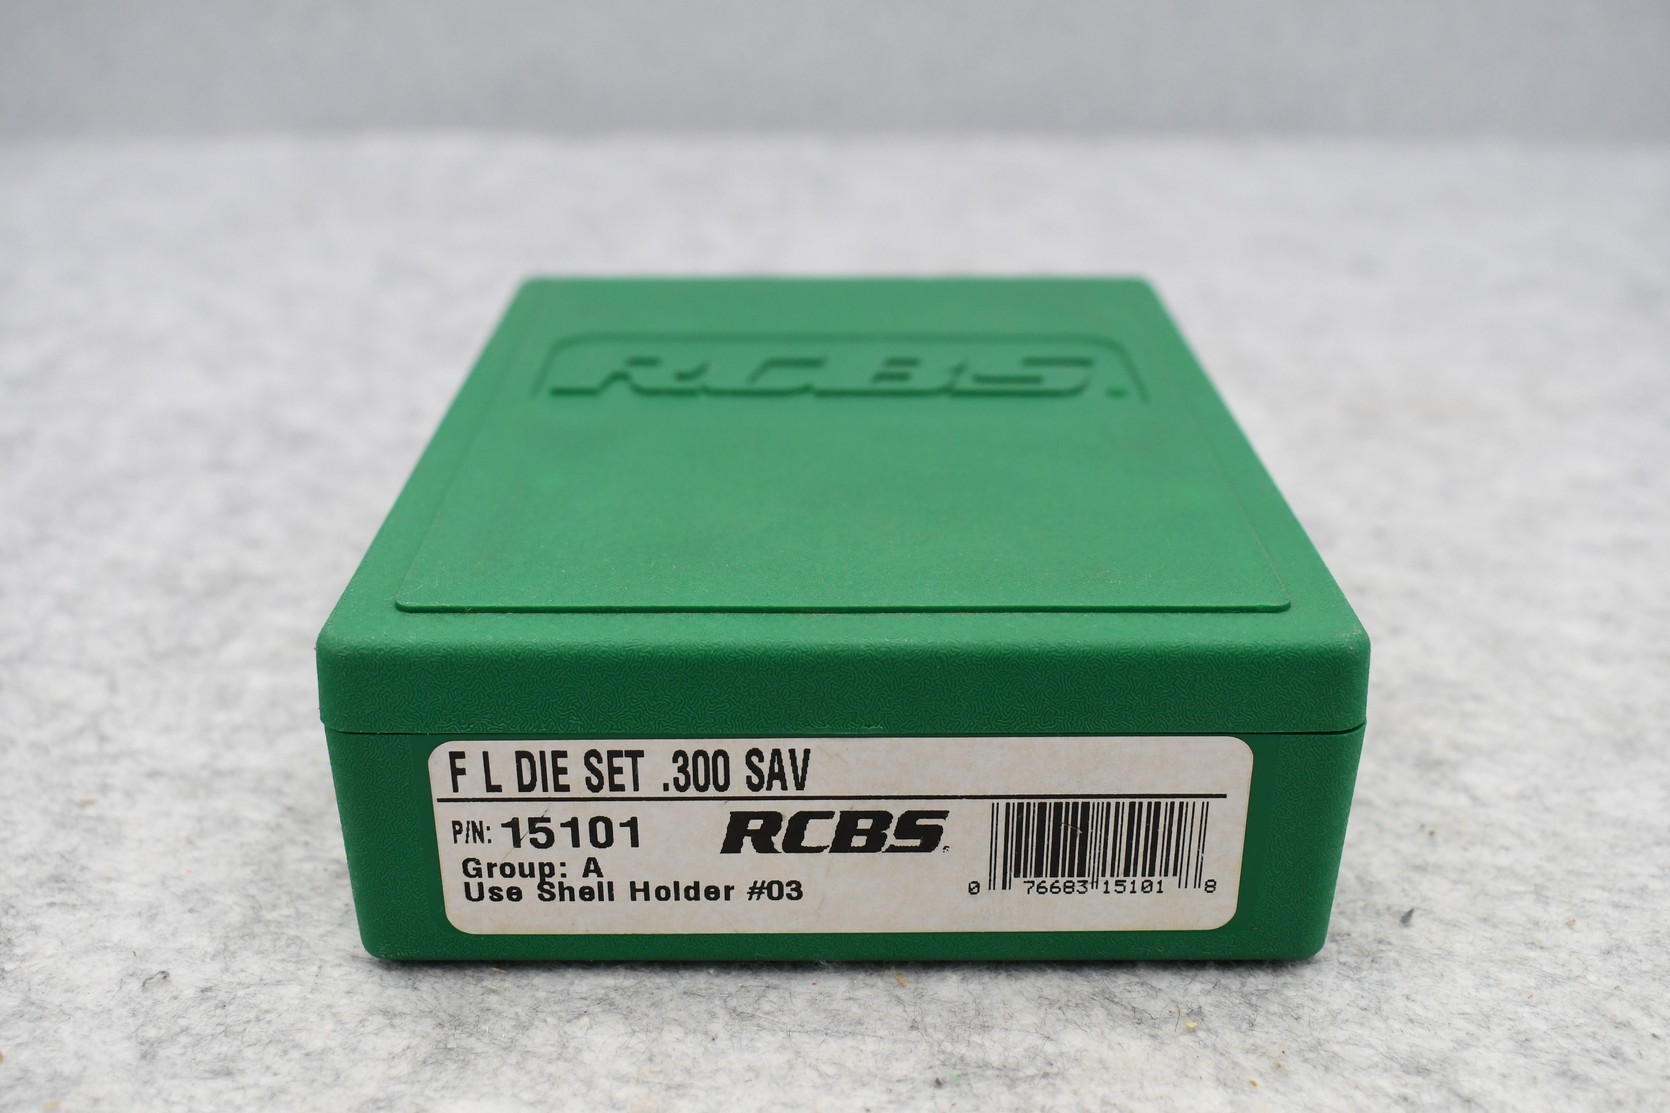 RCBS.
F L DIE SET .300 SAV
P/N: 15101
RCBS.
Group: A
Use Shell Holder #03
0 76683 15101 8